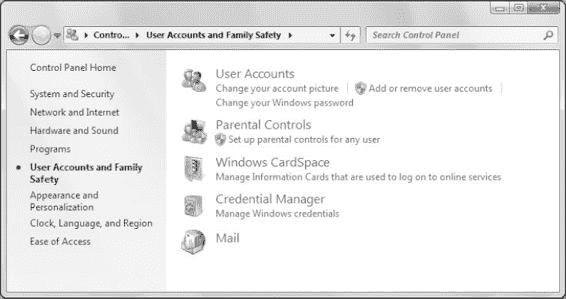 Contro... ▸ User Accounts and Family Safety ▸
Search Control Panel
Control Panel Home
System and Security
Network and Internet
Hardware and Sound
Programs
User Accounts and Family
Safety
Appearance and
Personalization
Clock, Language, and Region
Ease of Access
User Accounts
Change your account picture | Add or remove user accounts |
Change your Windows password
Parental Controls
Set up parental controls for any user
Windows CardSpace
Manage Information Cards that are used to log on to online services
Credential Manager
Manage Windows credentials
Mail